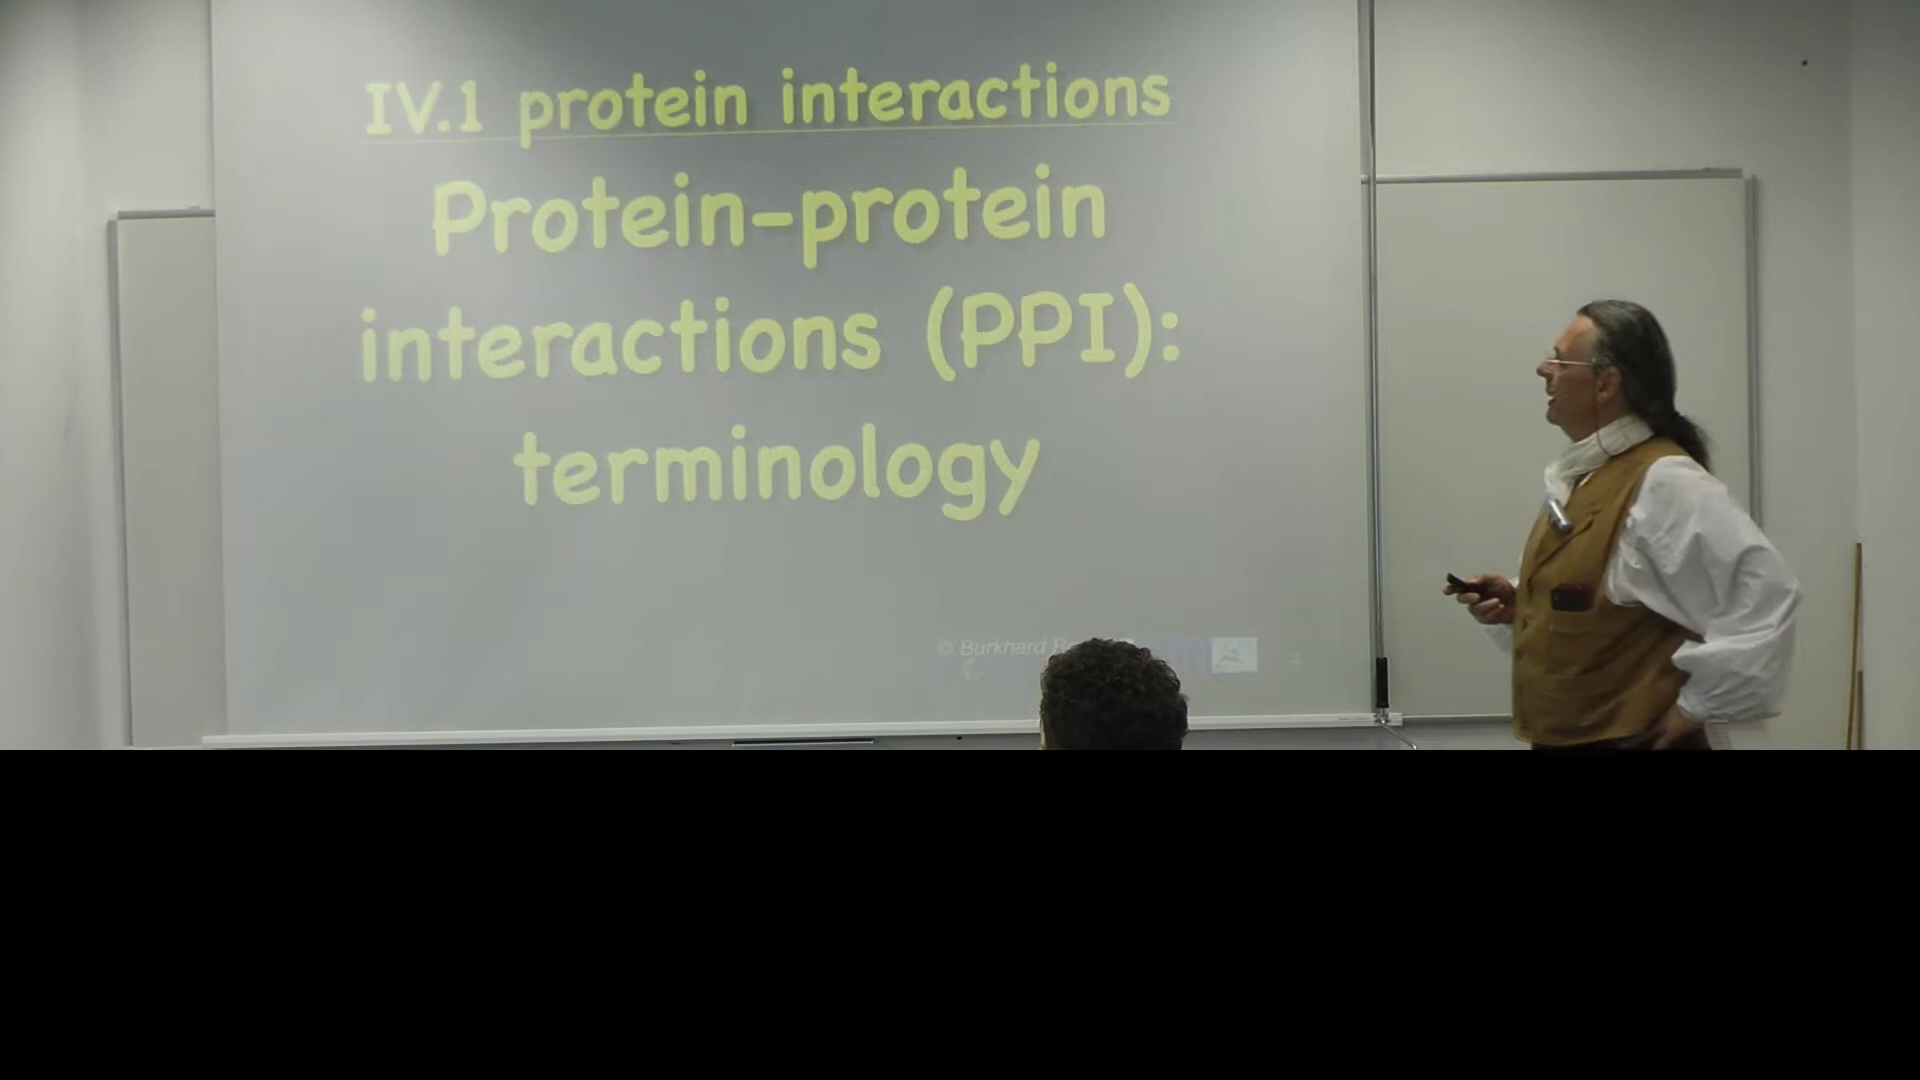 IV.1 protein interactions
Protein-protein
interactions (PPI):
terminology
© Burkhard